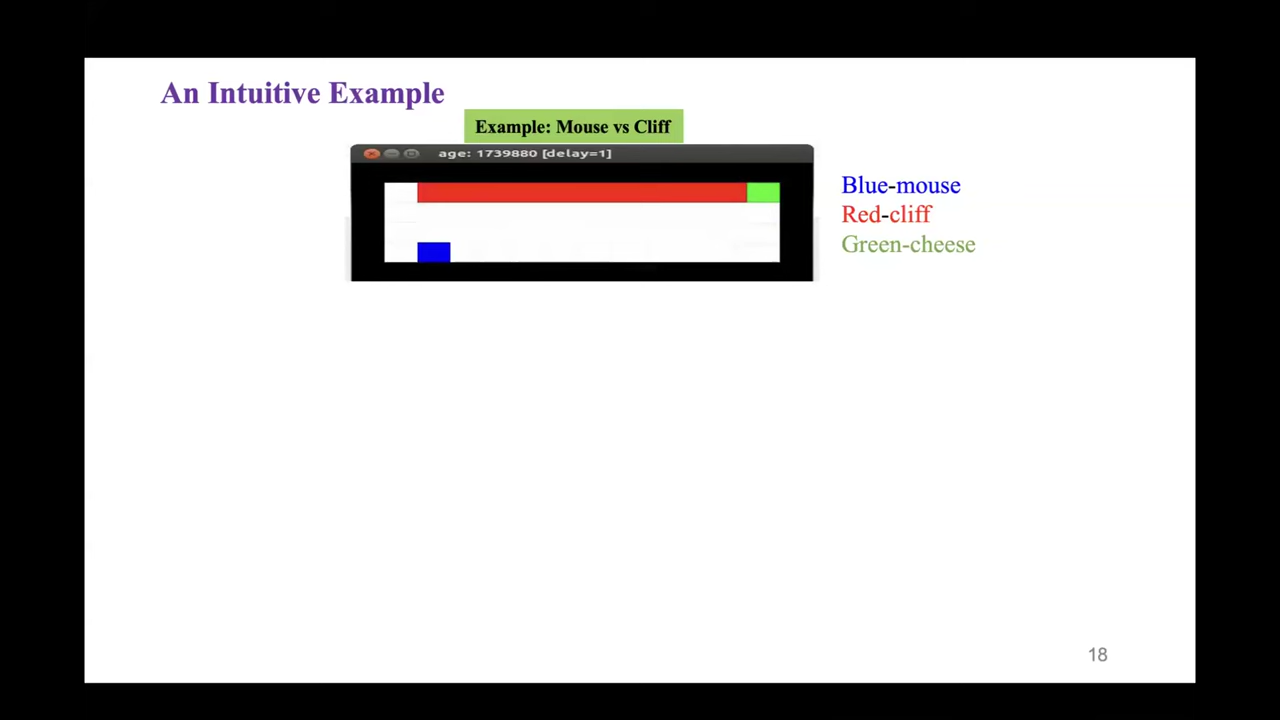 An Intuitive Example
Example: Mouse vs Cliff
age: 1739880 [delay=1]
Blue-mouse
Red-cliff
Green-cheese
18